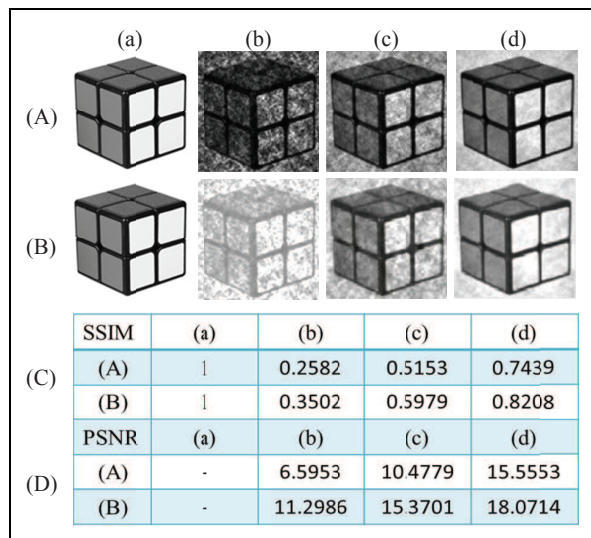 (a) (b) (c) (d)
(A)
(B)
(C)
SSIM (a) (b) (c) (d)
(A) 1 0.2582 0.5153 0.7439
(B) 1 0.3502 0.5979 0.8208
(D)
PSNR (a) (b) (c) (d)
(A) - 6.5953 10.4779 15.5553
(B) - 11.2986 15.3701 18.0714